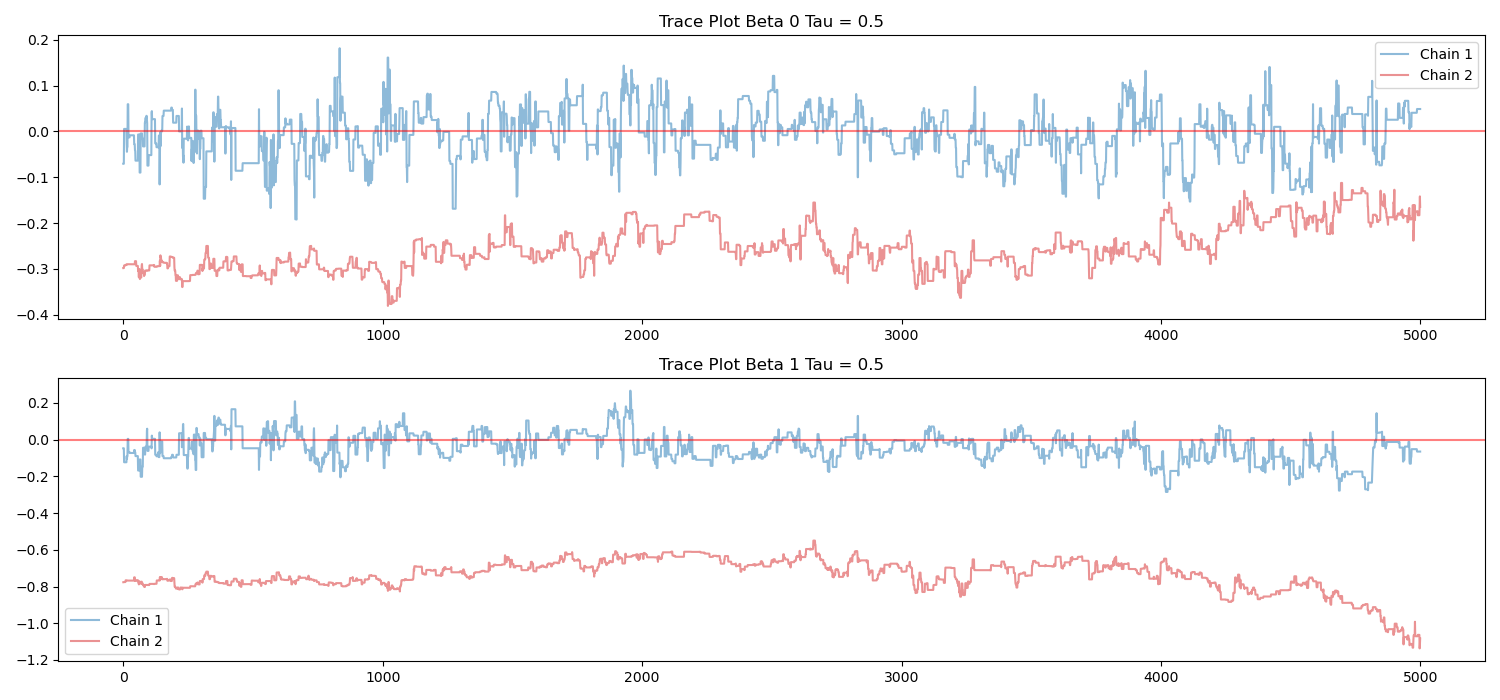 Trace Plot Beta 0 Tau = 0.5
0.2
0.1
0.0
−0.1
−0.2
−0.3
−0.4
Chain 1
Chain 2
0 1000 2000 3000 4000 5000
Trace Plot Beta 1 Tau = 0.5
0.2
0.0
−0.2
−0.4
−0.6
−0.8
−1.0
−1.2
Chain 1
Chain 2
0 1000 2000 3000 4000 5000